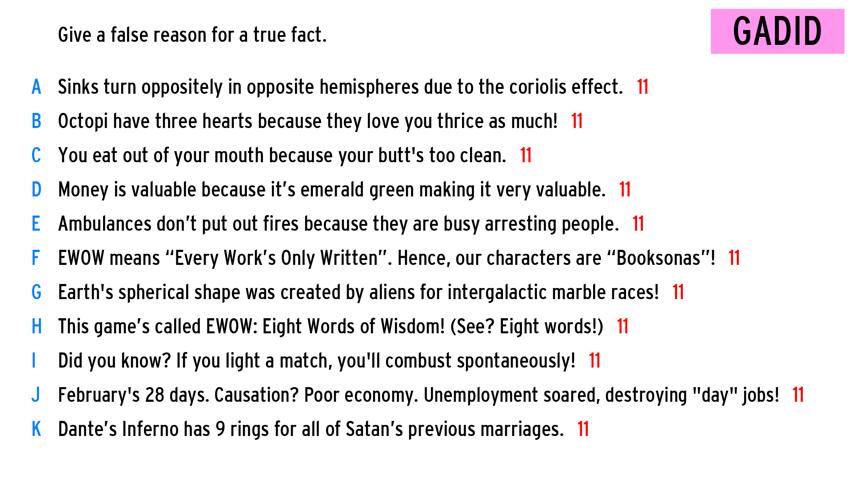 Give a false reason for a true fact.
GADID
A Sinks turn oppositely in opposite hemispheres due to the coriolis effect. 11
B Octopi have three hearts because they love you thrice as much! 11
C You eat out of your mouth because your butt's too clean. 11
D Money is valuable because it’s emerald green making it very valuable. 11
E Ambulances don’t put out fires because they are busy arresting people. 11
F EWOW means “Every Work’s Only Written”. Hence, our characters are “Booksonas”! 11
G Earth's spherical shape was created by aliens for intergalactic marble races! 11
H This game’s called EWOW: Eight Words of Wisdom! (See? Eight words!) 11
I Did you know? If you light a match, you'll combust spontaneously! 11
J February's 28 days. Causation? Poor economy. Unemployment soared, destroying "day" jobs! 11
K Dante’s Inferno has 9 rings for all of Satan’s previous marriages. 11